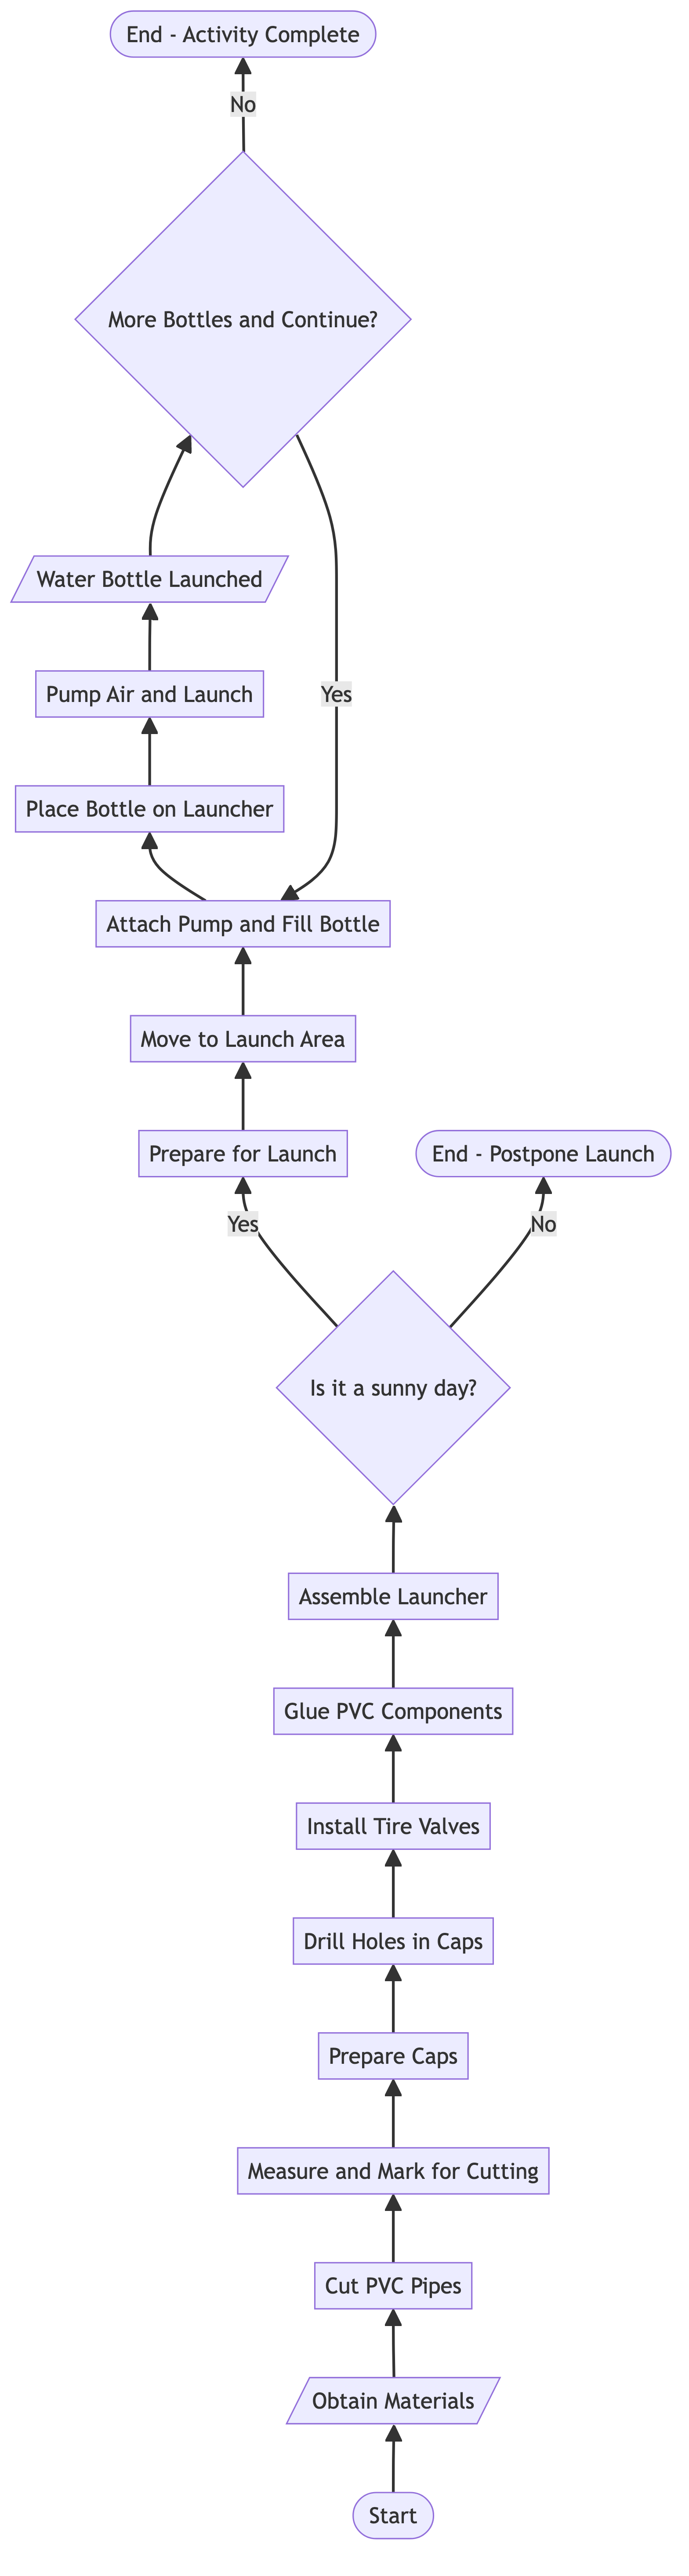 End - Activity Complete
No
More Bottles and Continue?
Water Bottle Launched
Pump Air and Launch
Yes
Place Bottle on Launcher
Attach Pump and Fill Bottle
Move to Launch Area
Prepare for Launch
End - Postpone Launch
Yes
No
Is it a sunny day?
Assemble Launcher
Glue PVC Components
Install Tire Valves
Drill Holes in Caps
Prepare Caps
Measure and Mark for Cutting
Cut PVC Pipes
Obtain Materials
Start